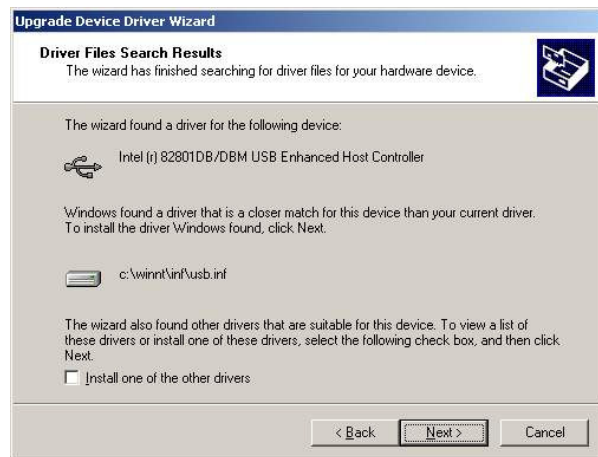 Upgrade Device Driver Wizard
Driver Files Search Results
The wizard has finished searching for driver files for your hardware device.
The wizard found a driver for the following device:
Intel (r) 82801DB/DBM USB Enhanced Host Controller
Windows found a driver that is a closer match for this device than your current driver.
To install the driver Windows found, click Next.
c:\winnt\inf\usb.inf
The wizard also found other drivers that are suitable for this device. To view a list of
these drivers or install one of these drivers, select the following check box, and then click
Next.
Install one of the other drivers
< Back Next > Cancel